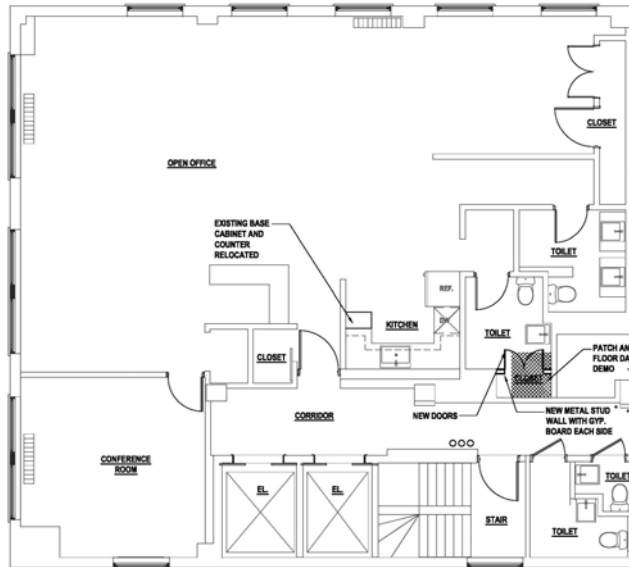 CLOSET
OPEN OFFICE
EXISTING BASE
CABINET AND
COUNTER
RELOCATED
TOILET
REF.
DW
KITCHEN
TOILET
CLOSET
PATCH AN
FLOOR DA
DEMO
CLOSET
CORRIDOR
NEW DOORS
NEW METAL STUD
WALL WITH GYP.
BOARD EACH SIDE
CONFERENCE
ROOM
EL.
EL.
STAIR
TOILET
TOILET